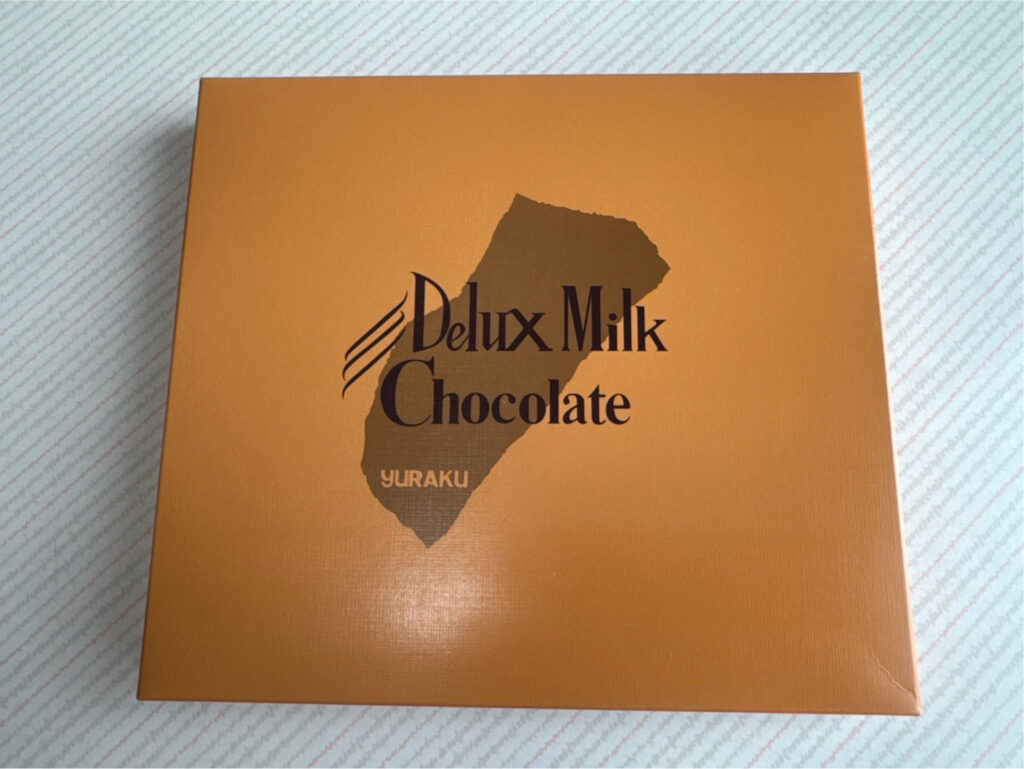 Delux Milk
Chocolate
YURAKU